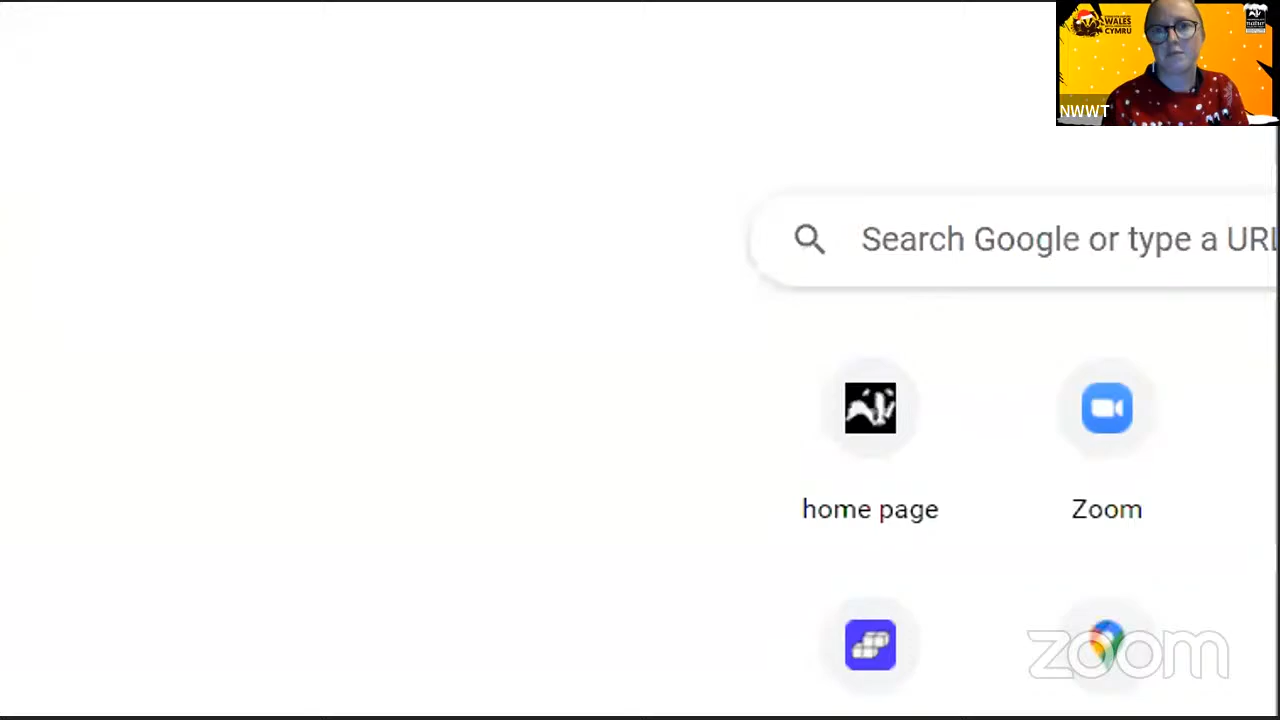 WALES
CYMRU
NWWT
Search Google or type a URL
home page
Zoom
zoom